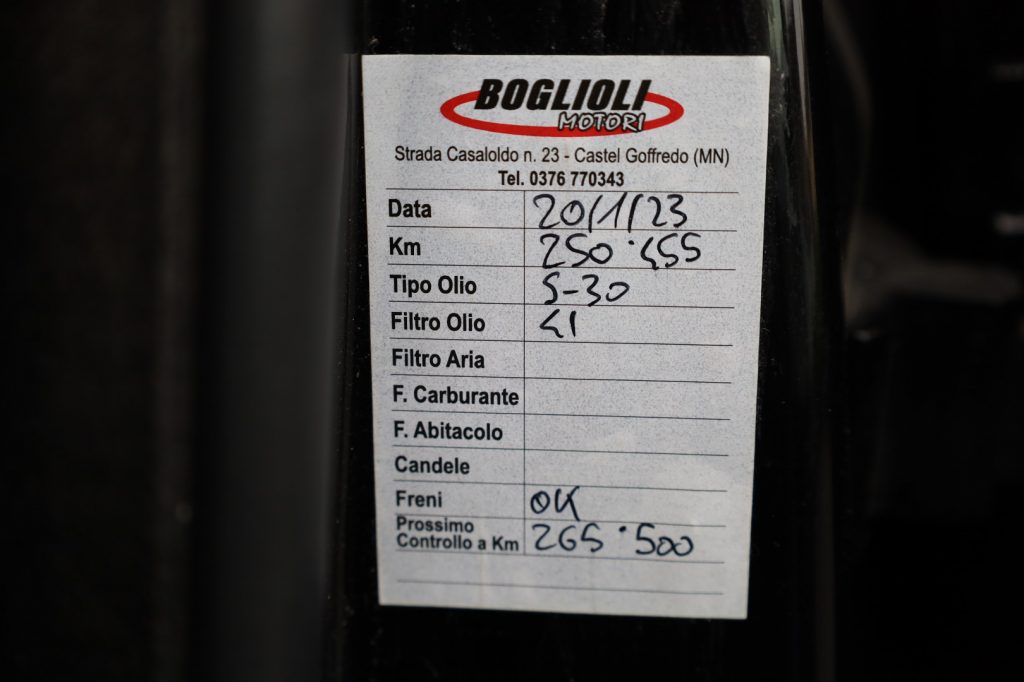 BOGLIOLI
MOTORI
Strada Casaloldo n. 23 - Castel Goffredo (MN)
Tel. 0376 770343
Data 20/1/23
Km 250·455
Tipo Olio 5-30
Filtro Olio SI
Filtro Aria
F. Carburante
F. Abitacolo
Candele
Freni OK
Prossimo
Controllo a Km 265·500